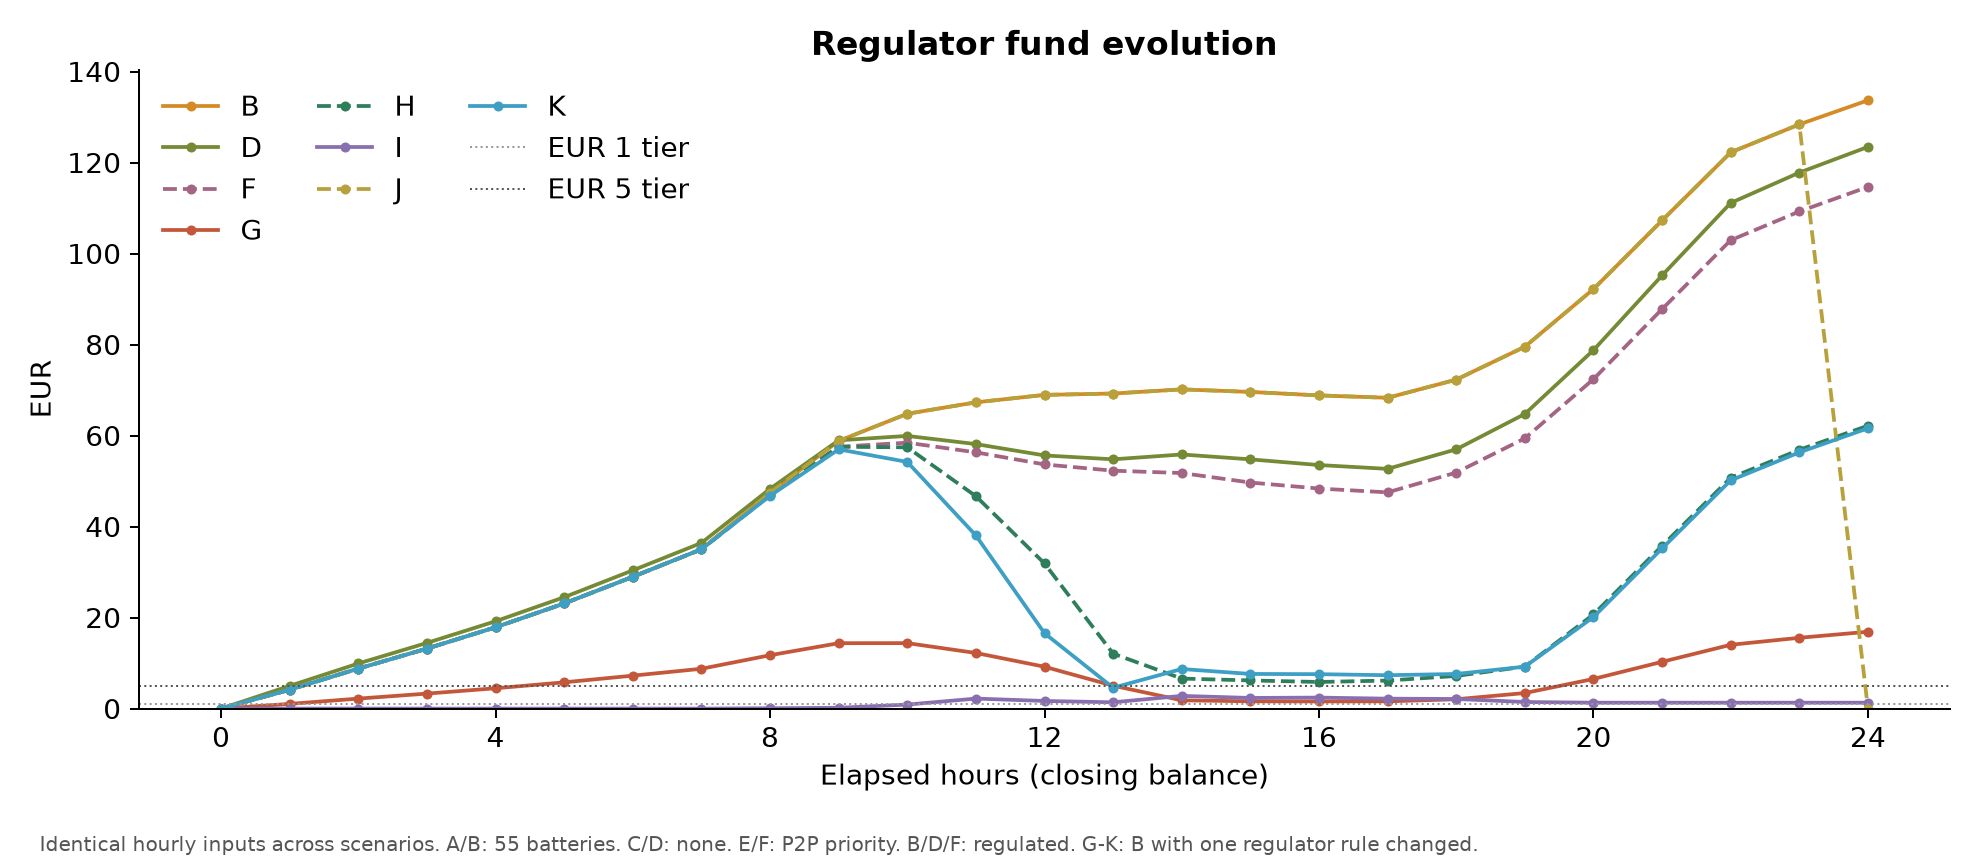 Regulator fund evolution
140
120
100
80
60
40
20
0
EUR
B
D
F
G
H
I
J
K
EUR 1 tier
EUR 5 tier
0
4
8
12
16
20
24
Elapsed hours (closing balance)
Identical hourly inputs across scenarios. A/B: 55 batteries. C/D: none. E/F: P2P priority. B/D/F: regulated. G-K: B with one regulator rule changed.